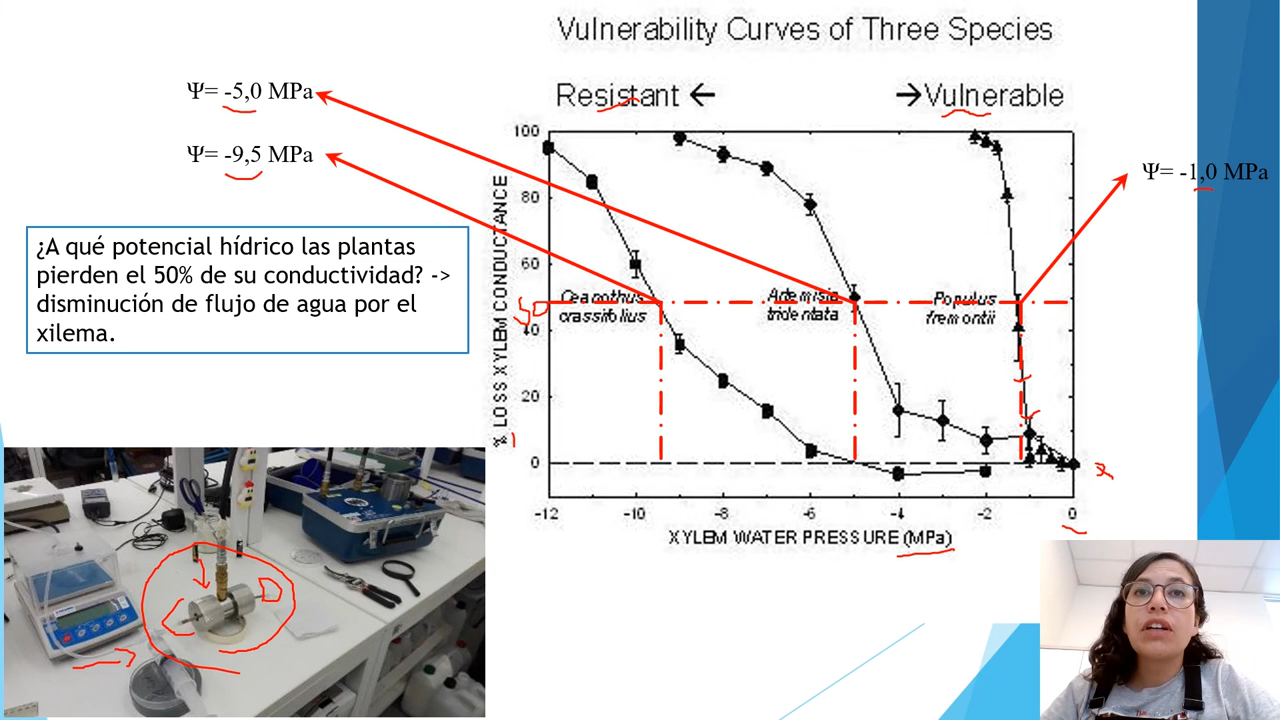 Vulnerability Curves of Three Species
Resistant ← → Vulnerable
Ψ= -5,0 MPa
Ψ= -9,5 MPa
Ψ= -1,0 MPa
¿A qué potencial hídrico las plantas
pierden el 50% de su conductividad? ->
disminución de flujo de agua por el
xilema.
% LOSS XYLEM CONDUCTANCE
100
80
60
50
40
20
0
Ceanothus
crassifolius
Artemisia
tridentata
Populus
fremontii
-12 -10 -8 -6 -4 -2 0
XYLEM WATER PRESSURE (MPa)